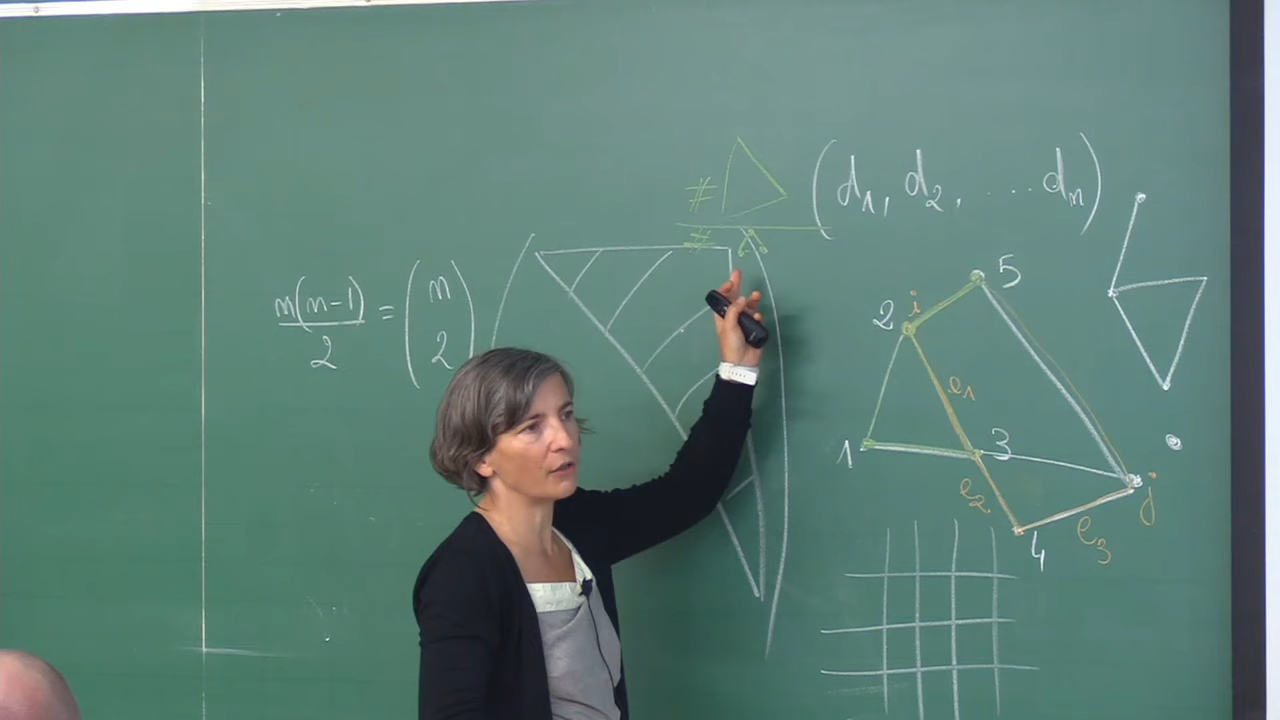 #
(d1, d2, .... dn)
#
n(n-1)/2 = (n 2)
5
2 i
e1
1 3
e2 j
e3
4